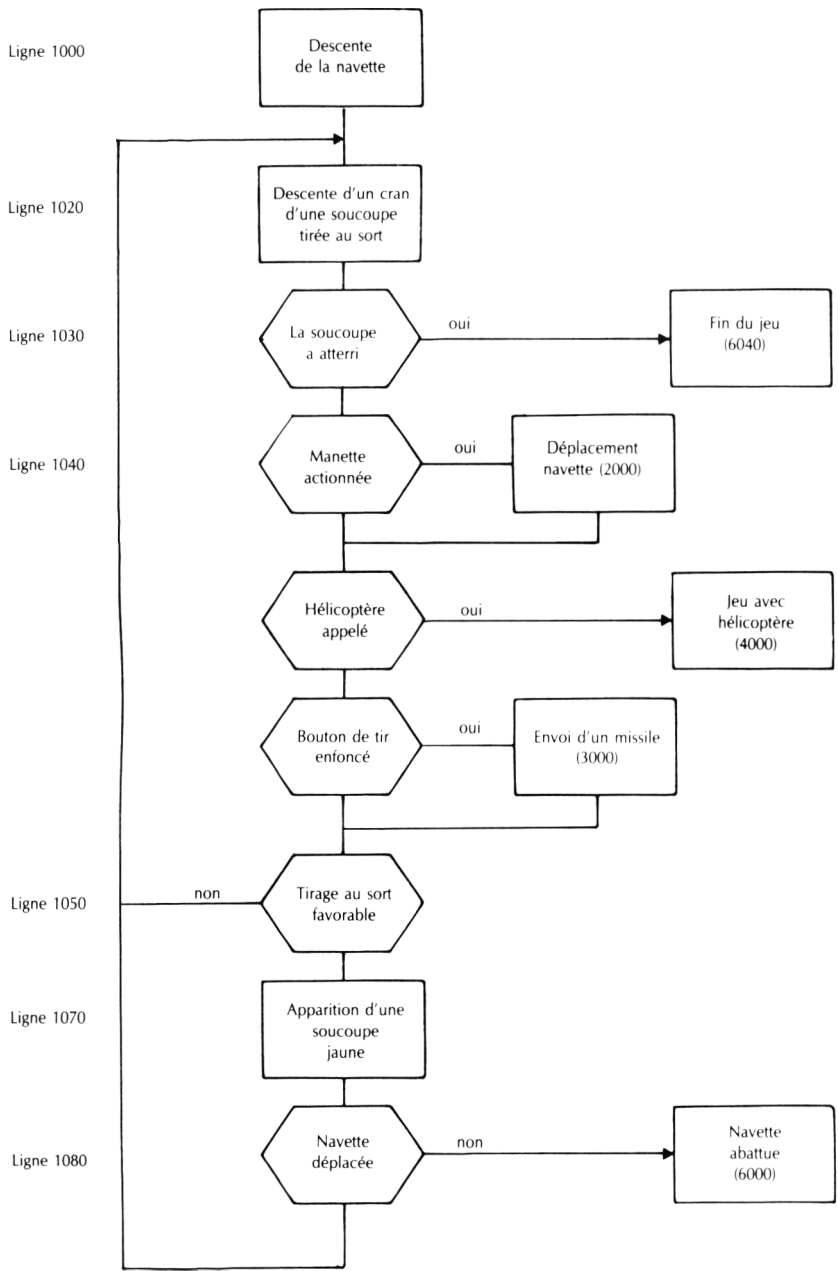 Ligne 1000
Descente
de la navette
Ligne 1020
Descente d'un cran
d'une soucoupe
tirée au sort
Ligne 1030
La soucoupe
a atterri
oui
Fin du jeu
(6040)
Ligne 1040
Manette
actionnée
oui
Déplacement
navette (2000)
Hélicoptère
appelé
oui
Jeu avec
hélicoptère
(4000)
Bouton de tir
enfoncé
oui
Envoi d'un missile
(3000)
Ligne 1050
non
Tirage au sort
favorable
Ligne 1070
Apparition d'une
soucoupe
jaune
Ligne 1080
Navette
déplacée
non
Navette
abattue
(6000)